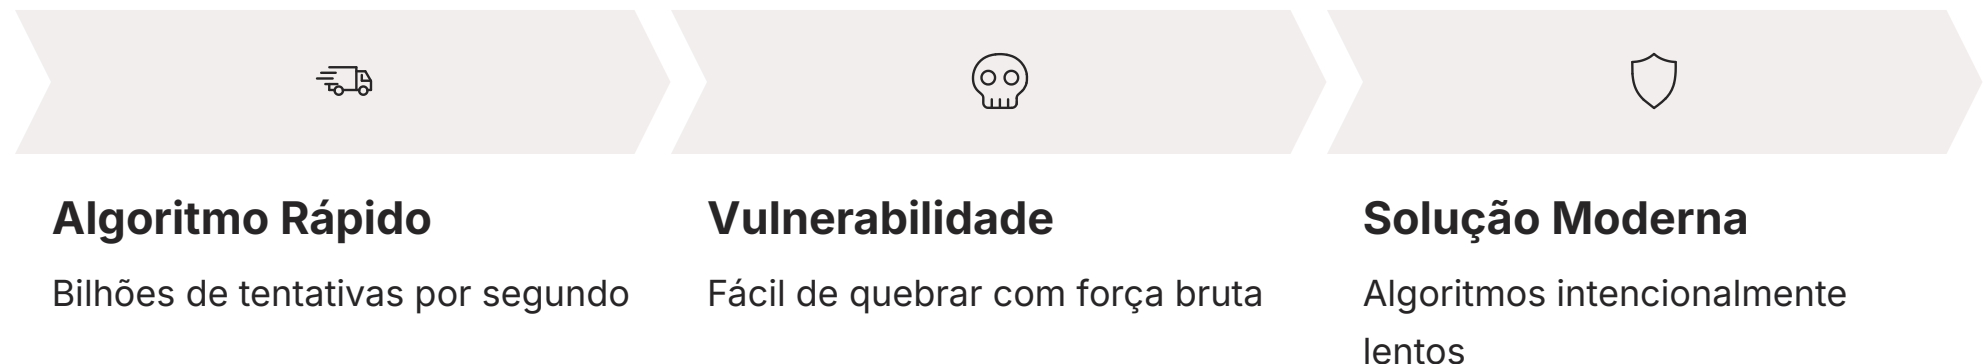 Algoritmo Rápido
Bilhões de tentativas por segundo
Vulnerabilidade
Fácil de quebrar com força bruta
Solução Moderna
Algoritmos intencionalmente
lentos